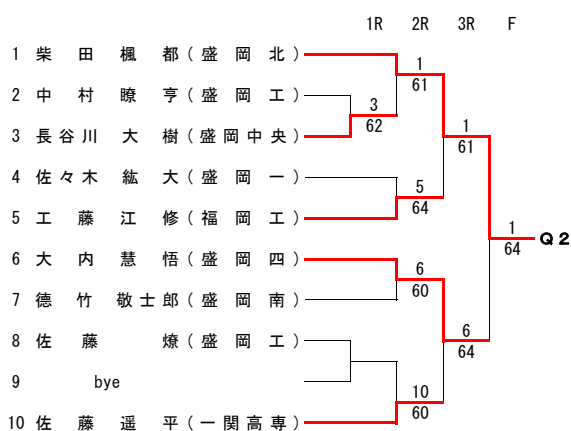 1R 2R 3R F
1 柴田楓都(盛岡北)
1
61
2 中村瞭亨(盛岡工)
3
62
3 長谷川大樹(盛岡中央)
1
61
4 佐々木紘大(盛岡一)
5
64
5 工藤江修(福岡工)
1
64
Q2
6 大内慧悟(盛岡四)
6
60
7 德竹敬士郎(盛岡南)
8 佐藤燎(盛岡工)
6
64
9 bye
10
60
10 佐藤遥平(一関高専)